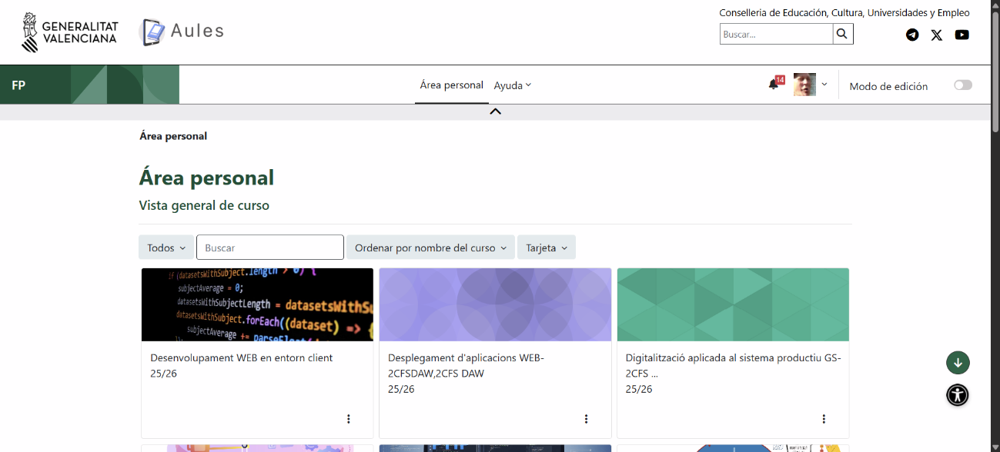 GENERALITAT
VALENCIANA
Aules
Conselleria de Educación, Cultura, Universidades y Empleo
Buscar...
FP
Área personal
Ayuda
14
Modo de edición
Área personal
Área personal
Vista general de curso
Todos
Buscar
Ordenar por nombre del curso
Tarjeta
if (datasetsWithSubject.length > 0) {
subjectAverage = 0;
datasetsWithSubjectLength = datasetsWithSu
datasetsWithSubject.forEach((dataset) => {
subjectAverage += parseFloat(
Desenvolupament WEB en entorn client
25/26
Desplegament d'aplicacions WEB-
2CFSDAW,2CFS DAW
25/26
Digitalització aplicada al sistema productiu GS-
2CFS ...
25/26